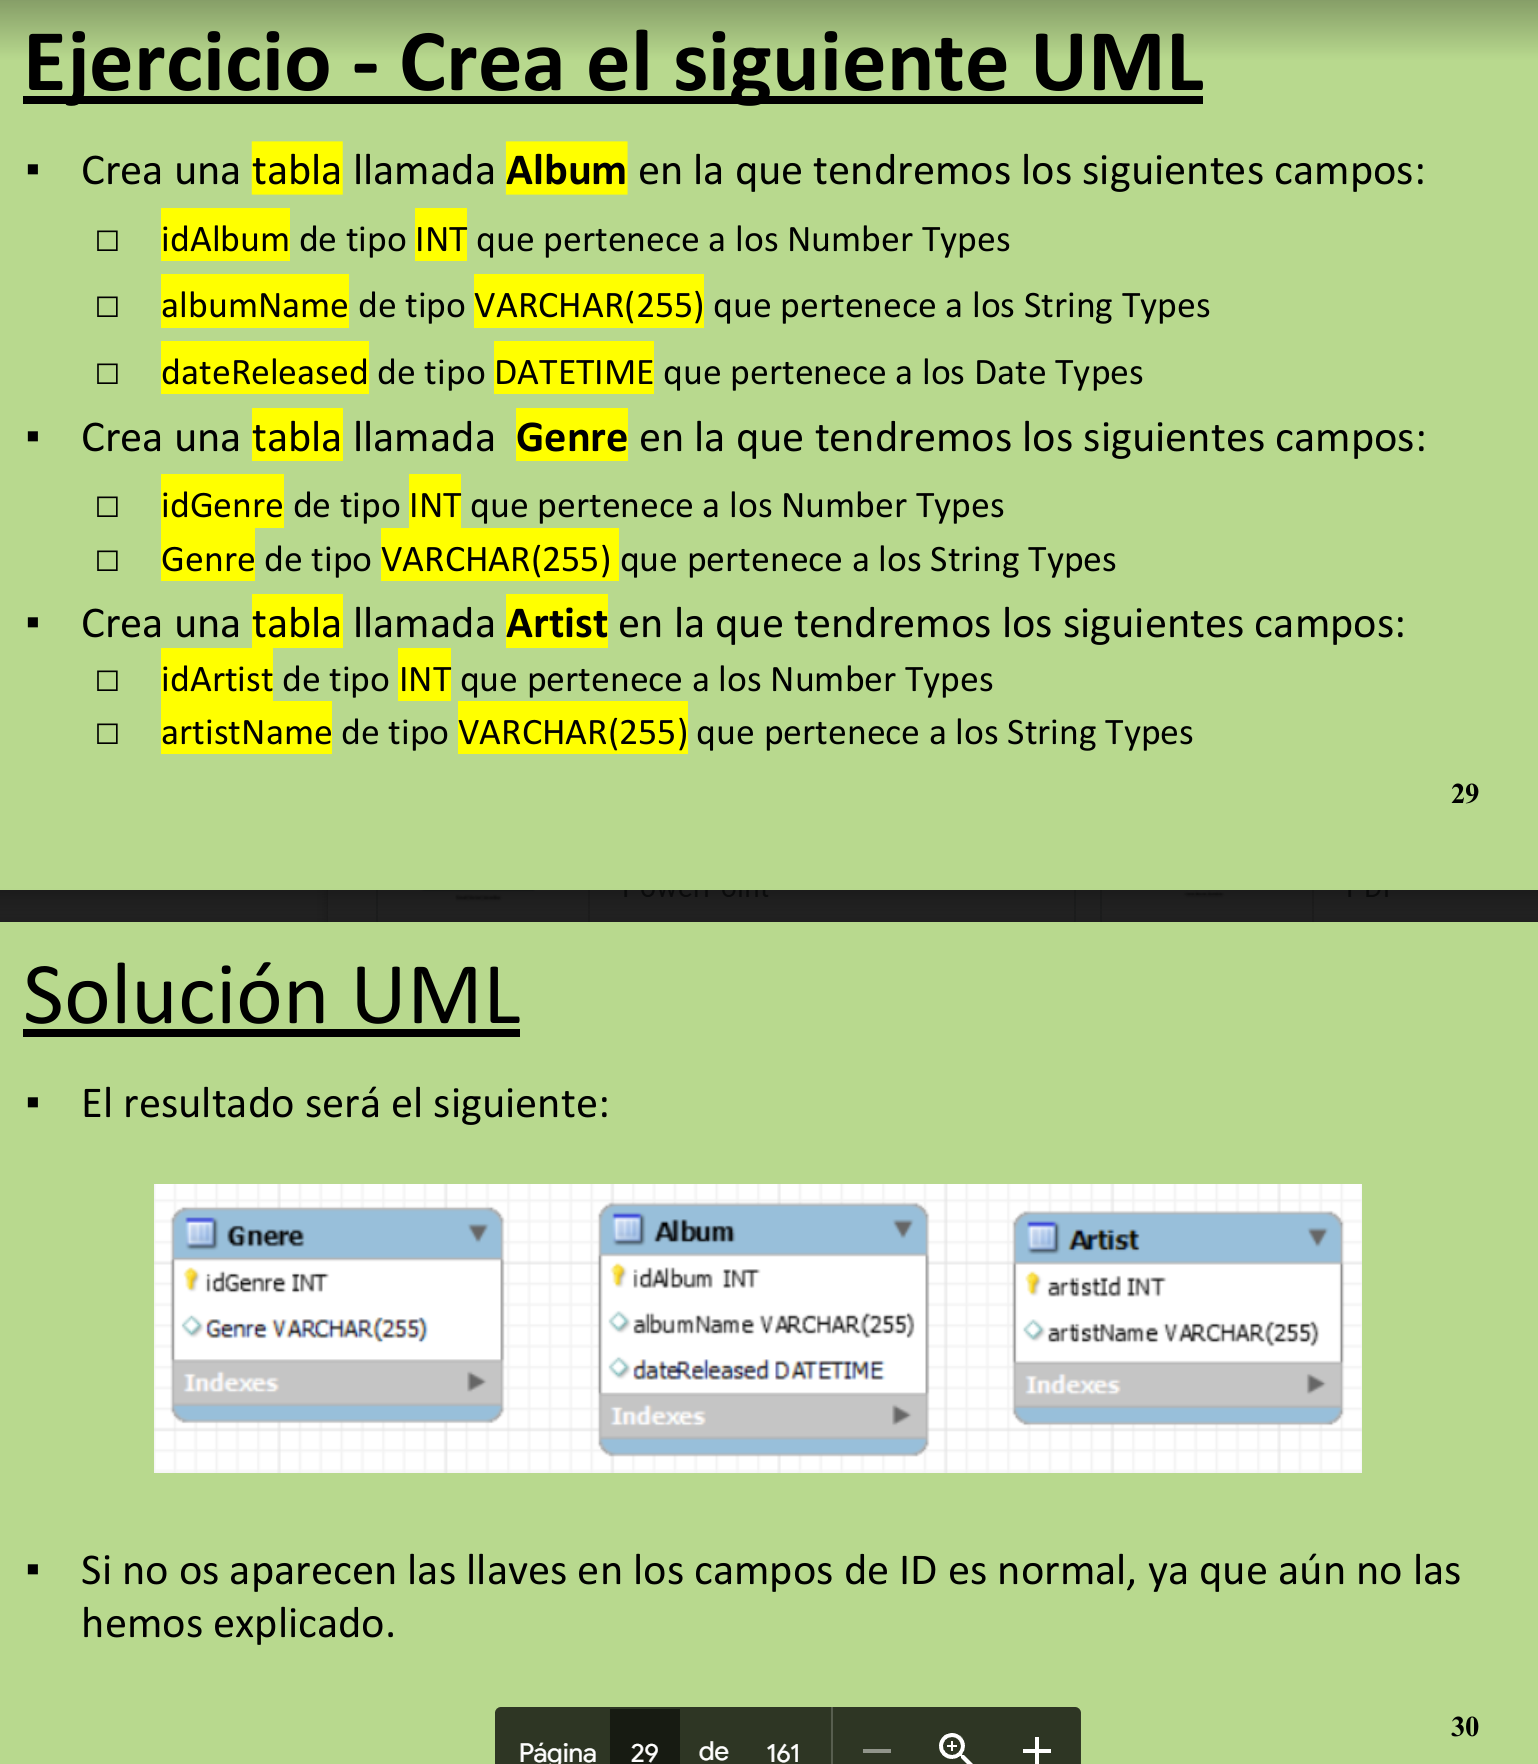 Ejercicio - Crea el siguiente UML
▪ Crea una tabla llamada Album en la que tendremos los siguientes campos:
□ idAlbum de tipo INT que pertenece a los Number Types
□ albumName de tipo VARCHAR(255) que pertenece a los String Types
□ dateReleased de tipo DATETIME que pertenece a los Date Types
▪ Crea una tabla llamada Genre en la que tendremos los siguientes campos:
□ idGenre de tipo INT que pertenece a los Number Types
□ Genre de tipo VARCHAR(255) que pertenece a los String Types
▪ Crea una tabla llamada Artist en la que tendremos los siguientes campos:
□ idArtist de tipo INT que pertenece a los Number Types
□ artistName de tipo VARCHAR(255) que pertenece a los String Types
29
Solución UML
▪ El resultado será el siguiente:
Gnere
idGenre INT
Genre VARCHAR(255)
Indexes
Album
idAlbum INT
albumName VARCHAR(255)
dateReleased DATETIME
Indexes
Artist
artistId INT
artistName VARCHAR(255)
Indexes
▪ Si no os aparecen las llaves en los campos de ID es normal, ya que aún no las
hemos explicado.
30
Página 29 de 161